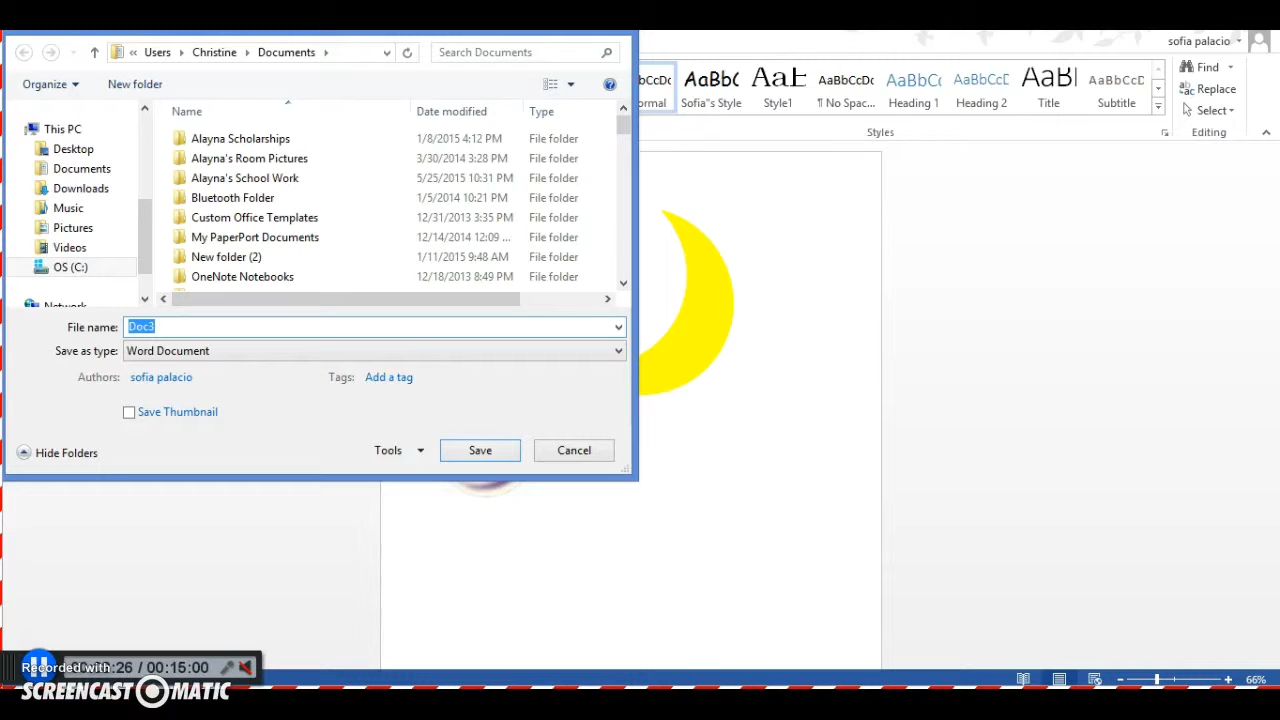 « Users Christine Documents
Search Documents
sofia palacio
Organize
New folder
Name
Date modified
Type
This PC
Desktop
Documents
Downloads
Music
Pictures
Videos
OS (C:)
Network
Alayna Scholarships 1/8/2015 4:12 PM File folder
Alayna's Room Pictures 3/30/2014 3:28 PM File folder
Alayna's School Work 5/25/2015 10:31 PM File folder
Bluetooth Folder 1/5/2014 10:21 PM File folder
Custom Office Templates 12/31/2013 3:35 PM File folder
My PaperPort Documents 12/14/2014 12:09 ... File folder
New folder (2) 1/11/2015 9:48 AM File folder
OneNote Notebooks 12/18/2013 8:49 PM File folder
File name: Doc3
Save as type: Word Document
Authors: sofia palacio Tags: Add a tag
Save Thumbnail
Hide Folders
Tools
Save
Cancel
bCcDc AaBb( AaE AaBbCcDc AaBbC( AaBbCcD AaB AaBbCcD
ormal Sofia"s Style Style1 ¶ No Spac... Heading 1 Heading 2 Title Subtitle
Styles
Find
Replace
Select
Editing
Recorded with
:26 / 00:15:00
SCREENCAST MATIC
66%